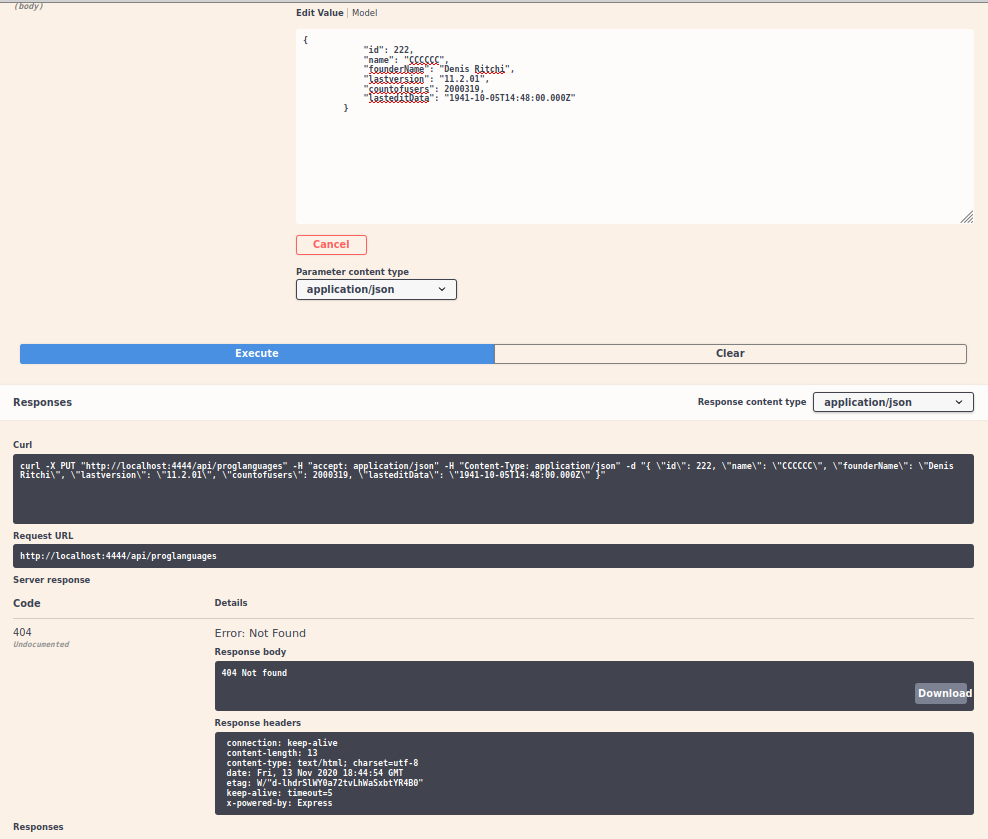 (body)
Edit Value | Model
{
"id": 222,
"name": "CCCCCC",
"founderName": "Denis Ritchi",
"lastversion": "11.2.01",
"countofusers": 2000319,
"lasteditData": "1941-10-05T14:48:00.000Z"
}
Cancel
Parameter content type
application/json
Execute
Clear
Responses
Response content type
application/json
Curl
curl -X PUT "http://localhost:4444/api/proglanguages" -H "accept: application/json" -H "Content-Type: application/json" -d "{ \"id\": 222, \"name\": \"CCCCCC\", \"founderName\": \"Denis
Ritchi\", \"lastversion\": \"11.2.01\", \"countofusers\": 2000319, \"lasteditData\": \"1941-10-05T14:48:00.000Z\" }"
Request URL
http://localhost:4444/api/proglanguages
Server response
Code
Details
404
Undocumented
Error: Not Found
Response body
404 Not found
Download
Response headers
connection: keep-alive
content-length: 13
content-type: text/html; charset=utf-8
date: Fri, 13 Nov 2020 18:44:54 GMT
etag: W/"d-lhdrSlWY0a72tvLhWaSxbtYR4B0"
keep-alive: timeout=5
x-powered-by: Express
Responses